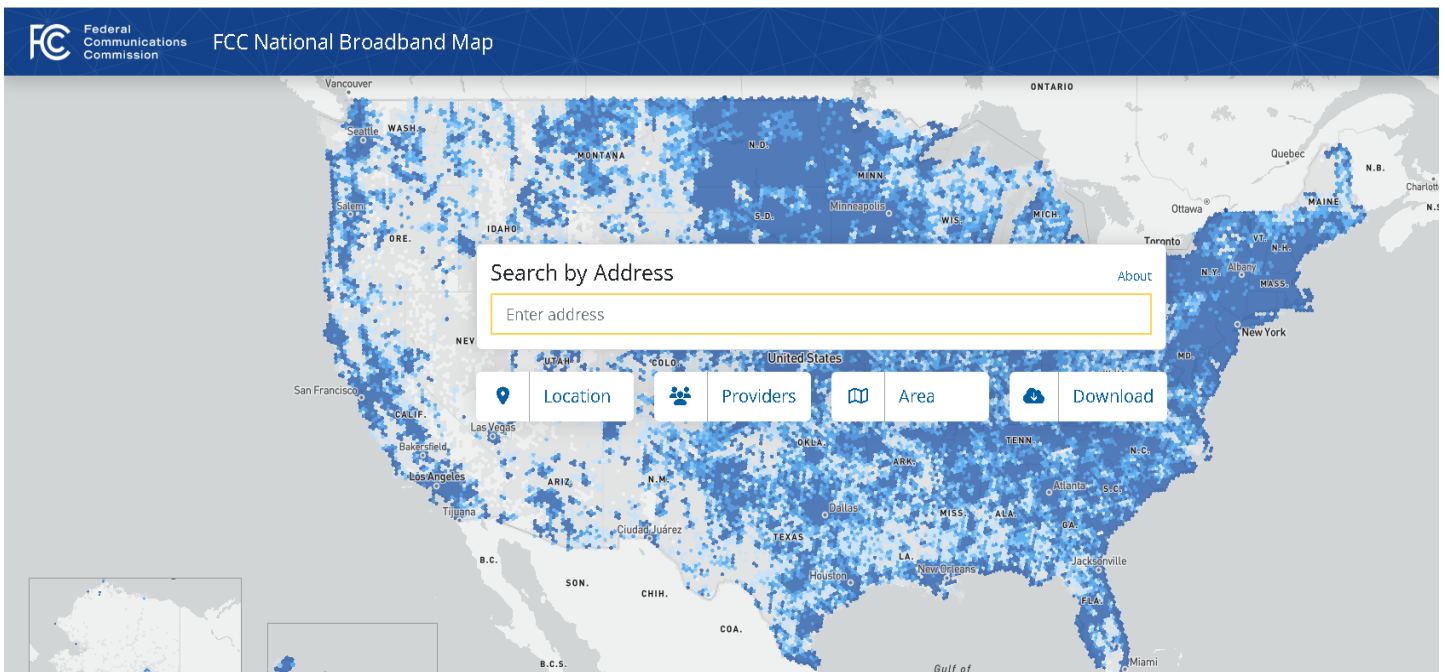 Federal
Communications
Commission
FCC
FCC National Broadband Map
Vancouver
ONTARIO
Seattle
WASH.
MONTANA
N.D.
Quebec
N.B.
MINN.
Charlott
Salem
Minneapolis
S.D.
WIS.
MICH.
Ottawa
MAINE
N.S
IDAHO
ORE.
Toronto
VT.
N.H.
Search by Address
About
N.Y.
Albany
MASS.
Enter address
New York
NEV
UTAH
COLO.
United States
MD.
San Francisco
Location
Providers
Area
Download
CALIF.
Las Vegas
Bakersfield
OKLA.
TENN.
N.C.
ARK.
Los Angeles
ARIZ.
N.M.
Atlanta
S.C.
Tijuana
Dallas
MISS.
ALA.
Ciudad Juárez
TEXAS
GA.
B.C.
LA.
Jacksonville
SON.
Houston
New Orleans
CHIH.
FLA.
COA.
B.C.S.
Gulf of
Miami